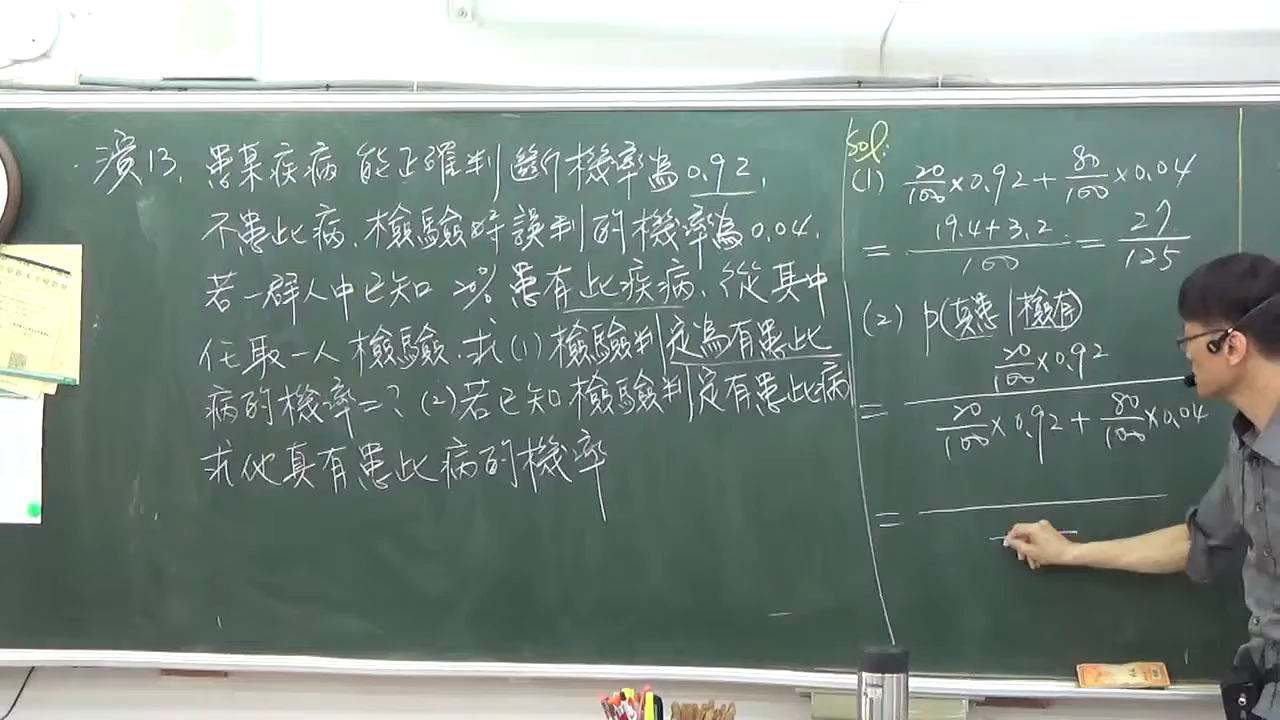 演13. 患某疾病能正確判斷機率為0.92,
不患此病,檢驗時誤判的機率為0.04.
若一群人中已知20%患有此疾病,從其中
任取一人檢驗,求(1)檢驗判定為有患此
病的機率=?(2)若已知檢驗判定有患此病
求他真有患此病的機率
Sol:
(1) 20/100 × 0.92 + 80/100 × 0.04
= (19.4+3.2)/100 = 27/125
(2) P(真患|檢有)
= (20/100 × 0.92)/(20/100 × 0.92 + 80/100 × 0.04)
=